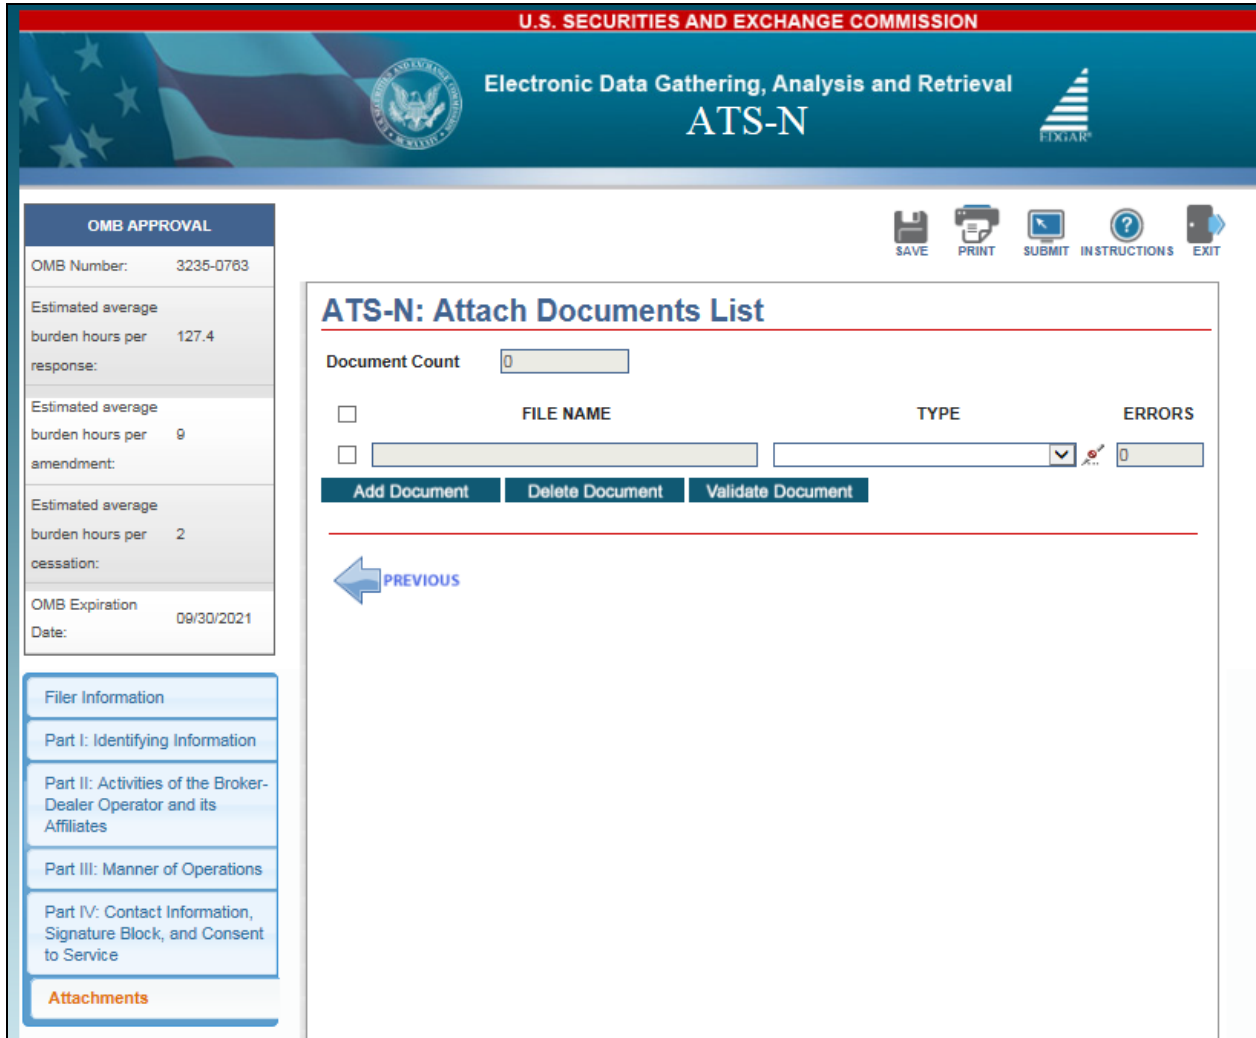 U.S. SECURITIES AND EXCHANGE COMMISSION
Electronic Data Gathering, Analysis and Retrieval
ATS-N
EDGAR®
OMB APPROVAL
OMB Number: 3235-0763
Estimated average
burden hours per 127.4
response:
Estimated average
burden hours per 9
amendment:
Estimated average
burden hours per 2
cessation:
OMB Expiration
Date: 09/30/2021
Filer Information
Part I: Identifying Information
Part II: Activities of the Broker-
Dealer Operator and its
Affiliates
Part III: Manner of Operations
Part IV: Contact Information,
Signature Block, and Consent
to Service
Attachments
SAVE PRINT SUBMIT INSTRUCTIONS EXIT
ATS-N: Attach Documents List
Document Count 0
FILE NAME TYPE ERRORS
0
Add Document Delete Document Validate Document
PREVIOUS